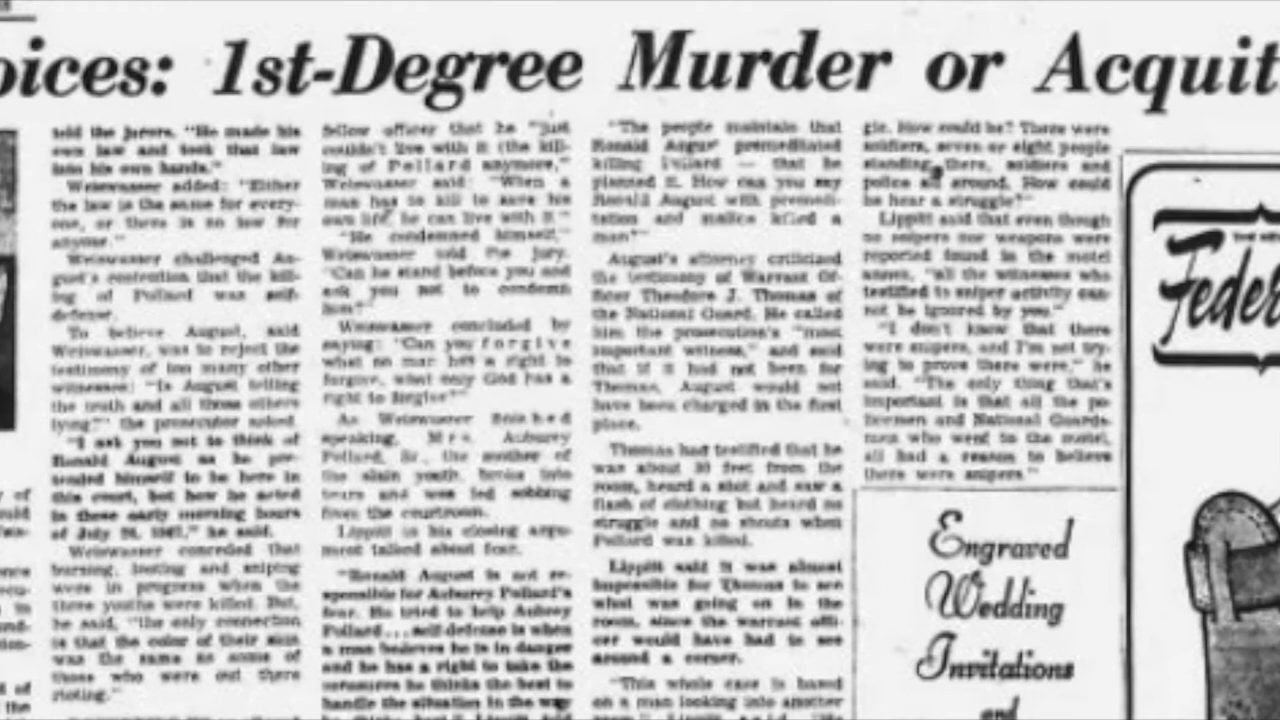 oices: 1st-Degree Murder or Acquit
told the jurors. "He made his
own law and took that law
into his own hands."
Weiswasser added: "Either
the law is the same for every-
one, or there is no law for
anyone."
Weiswasser challenged Au-
gust's contention that the kill-
ing of Pollard was self-
defense.
To believe August, said
Weiswasser, was to reject the
testimony of too many other
witnesses: "Is August telling
the truth and all those others
lying?" the prosecutor asked.
"I ask you not to think of
Ronald August as he pre-
sented himself to be here in
this court, but how he acted
in those early morning hours
of July 26, 1967," he said.
Weiswasser conceded that
burning, looting and sniping
were in progress when the
three youths were killed. But,
he said, "the only connection
is that the color of their skin
was the same as some of
those who were out there
rioting."
fellow officer that he "just
couldn't live with it (the kill-
ing of Pollard anymore,"
Weiswasser said: "When a
man has to kill to save his
own life he can live with it."
"He condemned himself,"
Weiswasser told the jury.
"Can he stand before you and
ask you not to condemn
him?"
Weiswasser concluded by
saying: "Can you forgive
what no man has a right to
forgive, what only God has a
right to forgive?"
As Weiswasser finished
speaking, Mrs. Aubrey
Pollard, Sr., the mother of
the slain youth, broke into
tears and was led sobbing
from the courtroom.
Lippitt in his closing argu-
ment talked about fear.
"Ronald August is not re-
sponsible for Auburey Pollard's
fear. He tried to help Aubrey
Pollard...self-defense is when
a man believes he is in danger
and he has a right to take the
measures he thinks the best to
handle the situation in the way
"The people maintain that
Ronald August premeditated
killing Pollard — that he
planned it. How can you say
Ronald August with premedi-
tation and malice killed a
man?"
August's attorney criticized
the testimony of Warrant Of-
ficer Theodore J. Thomas of
the National Guard. He called
him the prosecution's "most
important witness," and said
that if it had not been for
Thomas, August would not
have been charged in the first
place.
Thomas had testified that he
was about 30 feet from the
room, heard a shot and saw a
flash of clothing but heard no
struggle and no shouts when
Pollard was killed.
Lippitt said it was almost
impossible for Thomas to see
what was going on in the
room, since the warrant offi-
cer would have had to see
around a corner.
"This whole case is based
on a man looking into another
gle. How could he? There were
soldiers, seven or eight people
standing there, soldiers and
police all around. How could
he hear a struggle?"
Lippitt said that even though
no snipers nor weapons were
reported found in the motel
annex, "all the witnesses who
testified to sniper activity can-
not be ignored by you."
"I don't know that there
were snipers, and I'm not try-
ing to prove there were," he
said. "The only thing that's
important is that all the po-
licemen and National Guards-
men who went to the motel,
all had a reason to believe
there were snipers."
Engraved
Wedding
Invitations
and
THE
Feder